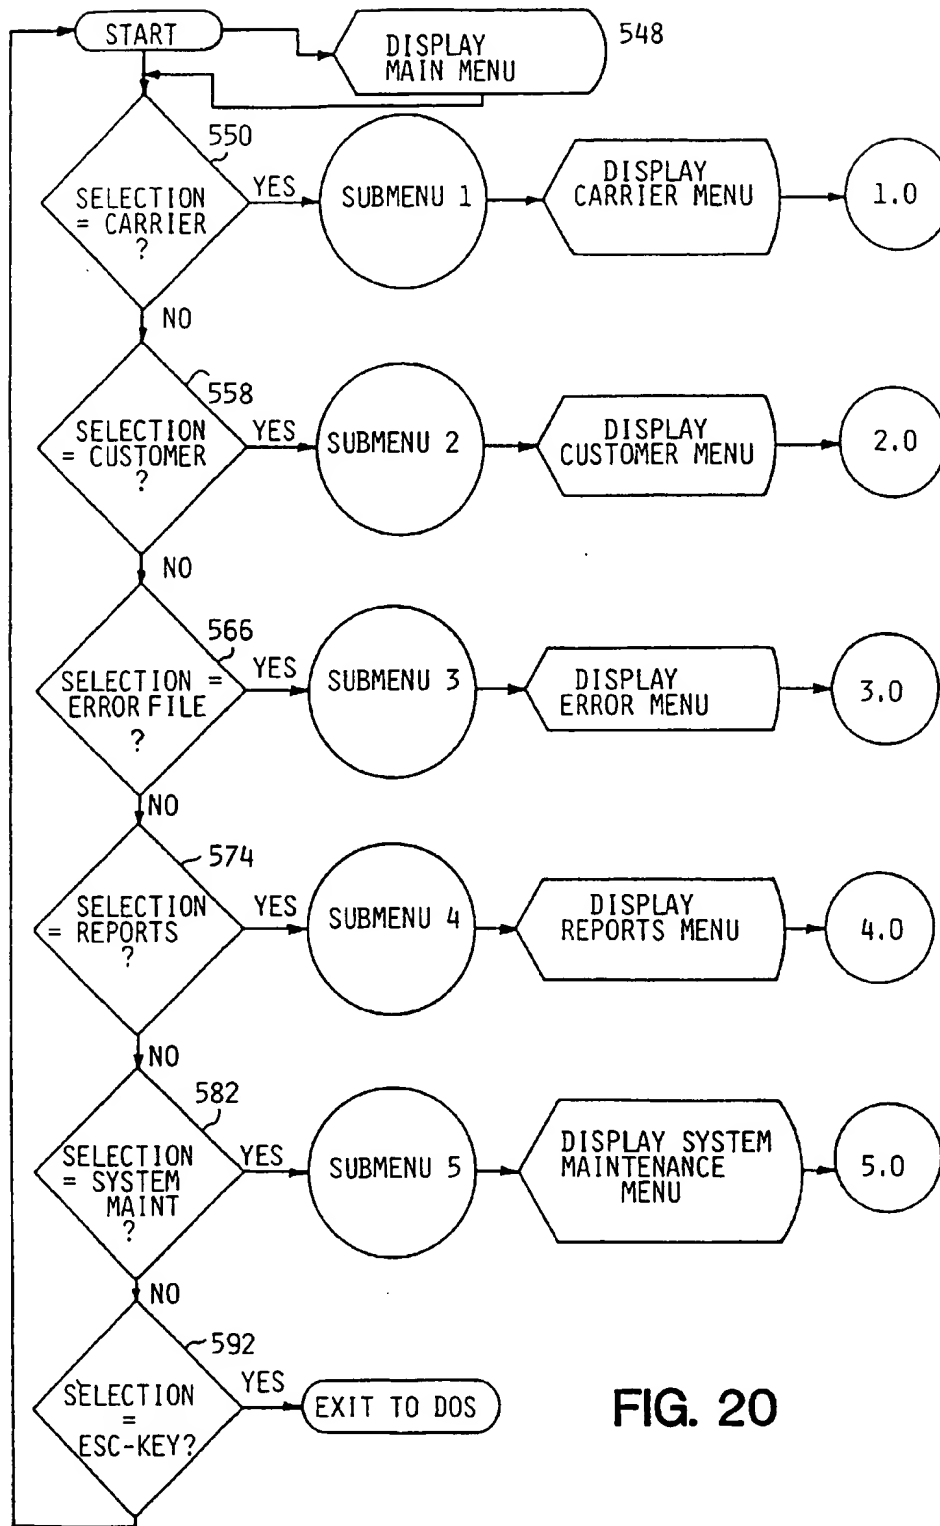 START
DISPLAY
MAIN MENU
548
550
SELECTION
= CARRIER
?
YES
SUBMENU 1
DISPLAY
CARRIER MENU
1.0
NO
558
SELECTION
= CUSTOMER
?
YES
SUBMENU 2
DISPLAY
CUSTOMER MENU
2.0
NO
566
SELECTION =
ERROR FILE
?
YES
SUBMENU 3
DISPLAY
ERROR MENU
3.0
NO
574
SELECTION
= REPORTS
?
YES
SUBMENU 4
DISPLAY
REPORTS MENU
4.0
NO
582
SELECTION
= SYSTEM
MAINT
?
YES
SUBMENU 5
DISPLAY SYSTEM
MAINTENANCE
MENU
5.0
NO
592
SELECTION
=
ESC-KEY?
YES
EXIT TO DOS
FIG. 20